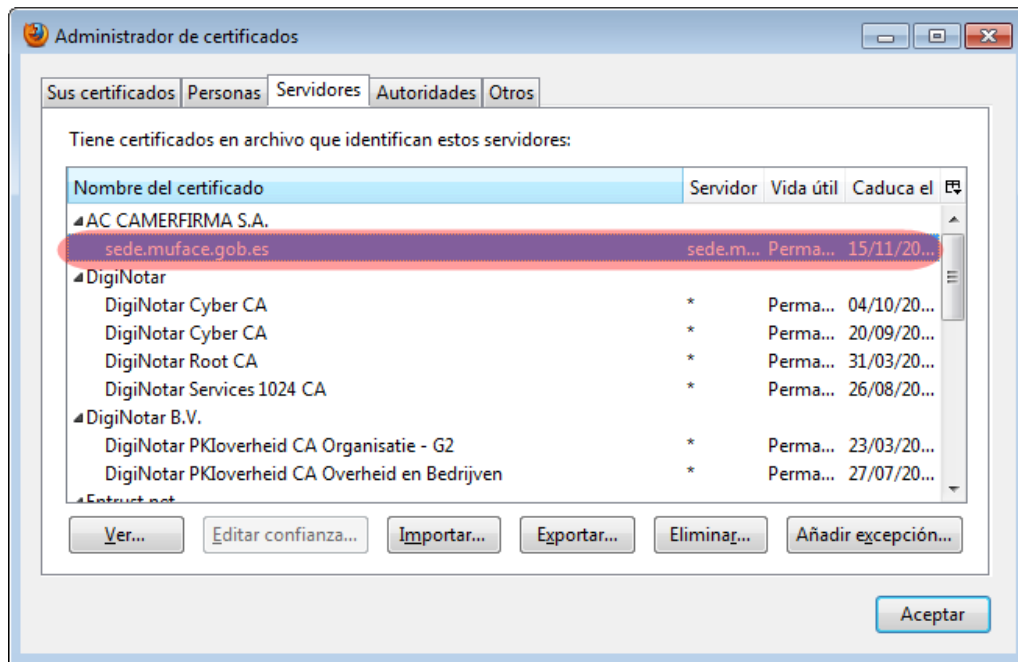 Administrador de certificados
Sus certificados Personas Servidores Autoridades Otros
Tiene certificados en archivo que identifican estos servidores:
Nombre del certificado Servidor Vida útil Caduca el
AC CAMERFIRMA S.A.
sede.muface.gob.es sede.m... Perma... 15/11/20...
DigiNotar
DigiNotar Cyber CA * Perma... 04/10/20...
DigiNotar Cyber CA * Perma... 20/09/20...
DigiNotar Root CA * Perma... 31/03/20...
DigiNotar Services 1024 CA * Perma... 26/08/20...
DigiNotar B.V.
DigiNotar PKIoverheid CA Organisatie - G2 * Perma... 23/03/20...
DigiNotar PKIoverheid CA Overheid en Bedrijven * Perma... 27/07/20...
Entrust.net
Ver... Editar confianza... Importar... Exportar... Eliminar... Añadir excepción...
Aceptar